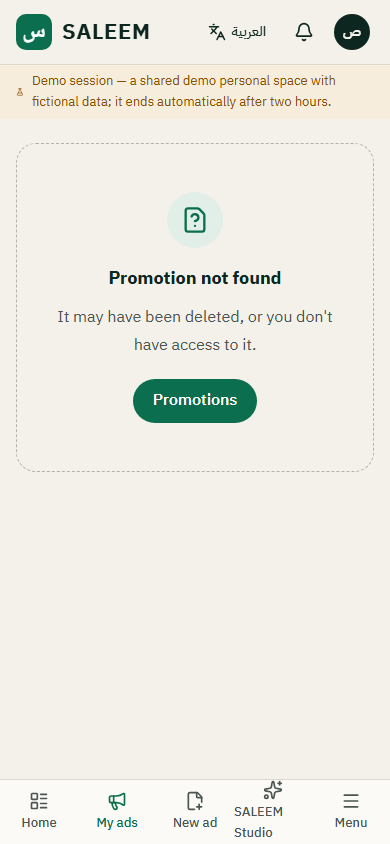 س SALEEM العربية ص
Demo session — a shared demo personal space with
fictional data; it ends automatically after two hours.
Promotion not found
It may have been deleted, or you don't
have access to it.
Promotions
Home My ads New ad SALEEM Studio Menu